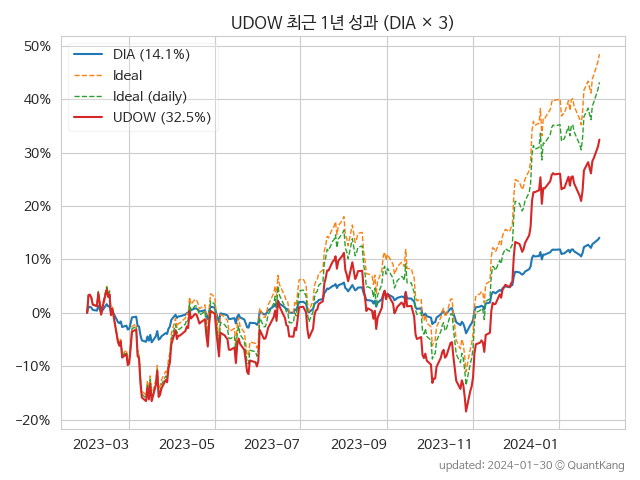 UDOW 최근 1년 성과 (DIA × 3)
DIA (14.1%)
Ideal
Ideal (daily)
UDOW (32.5%)
50%
40%
30%
20%
10%
0%
−10%
−20%
2023-03
2023-05
2023-07
2023-09
2023-11
2024-01
updated: 2024-01-30 © QuantKang